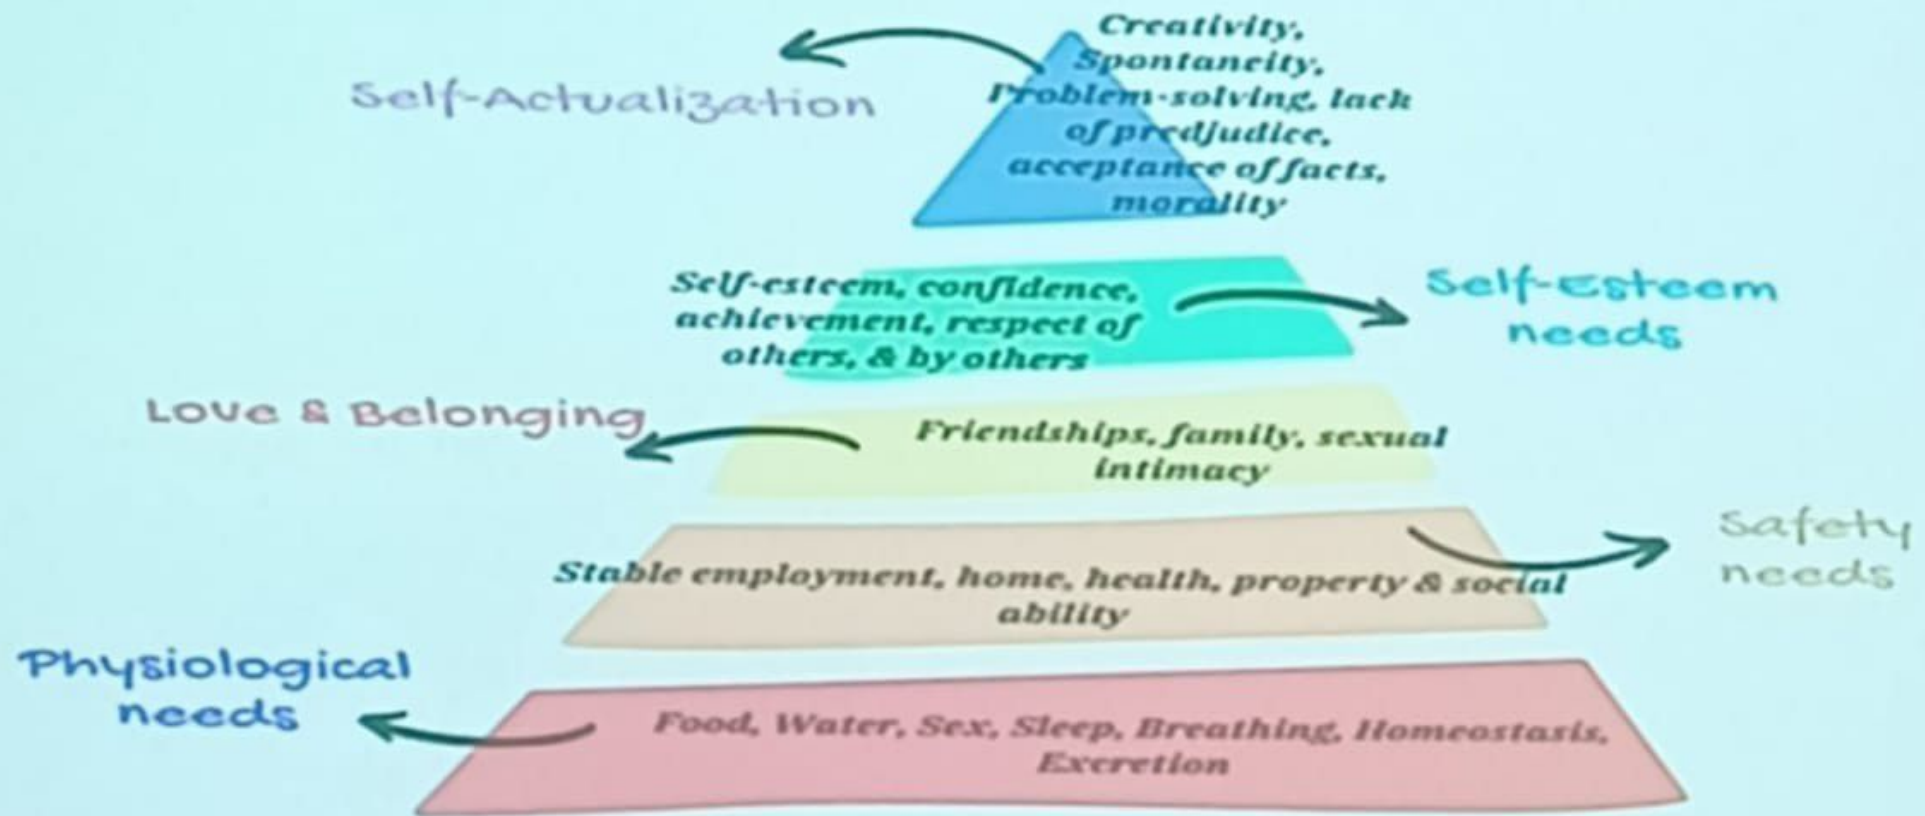 Creativity,
Spontaneity,
Problem-solving, lack
of predjudice,
acceptance of facts,
morality
Self-Actualization
Self-esteem, confidence,
achievement, respect of
others, & by others
Self-Esteem
needs
Love & Belonging
Friendships, family, sexual
intimacy
Safety
needs
Stable employment, home, health, property & social
ability
Physiological
needs
Food, Water, Sex, Sleep, Breathing, Homeostasis,
Excretion